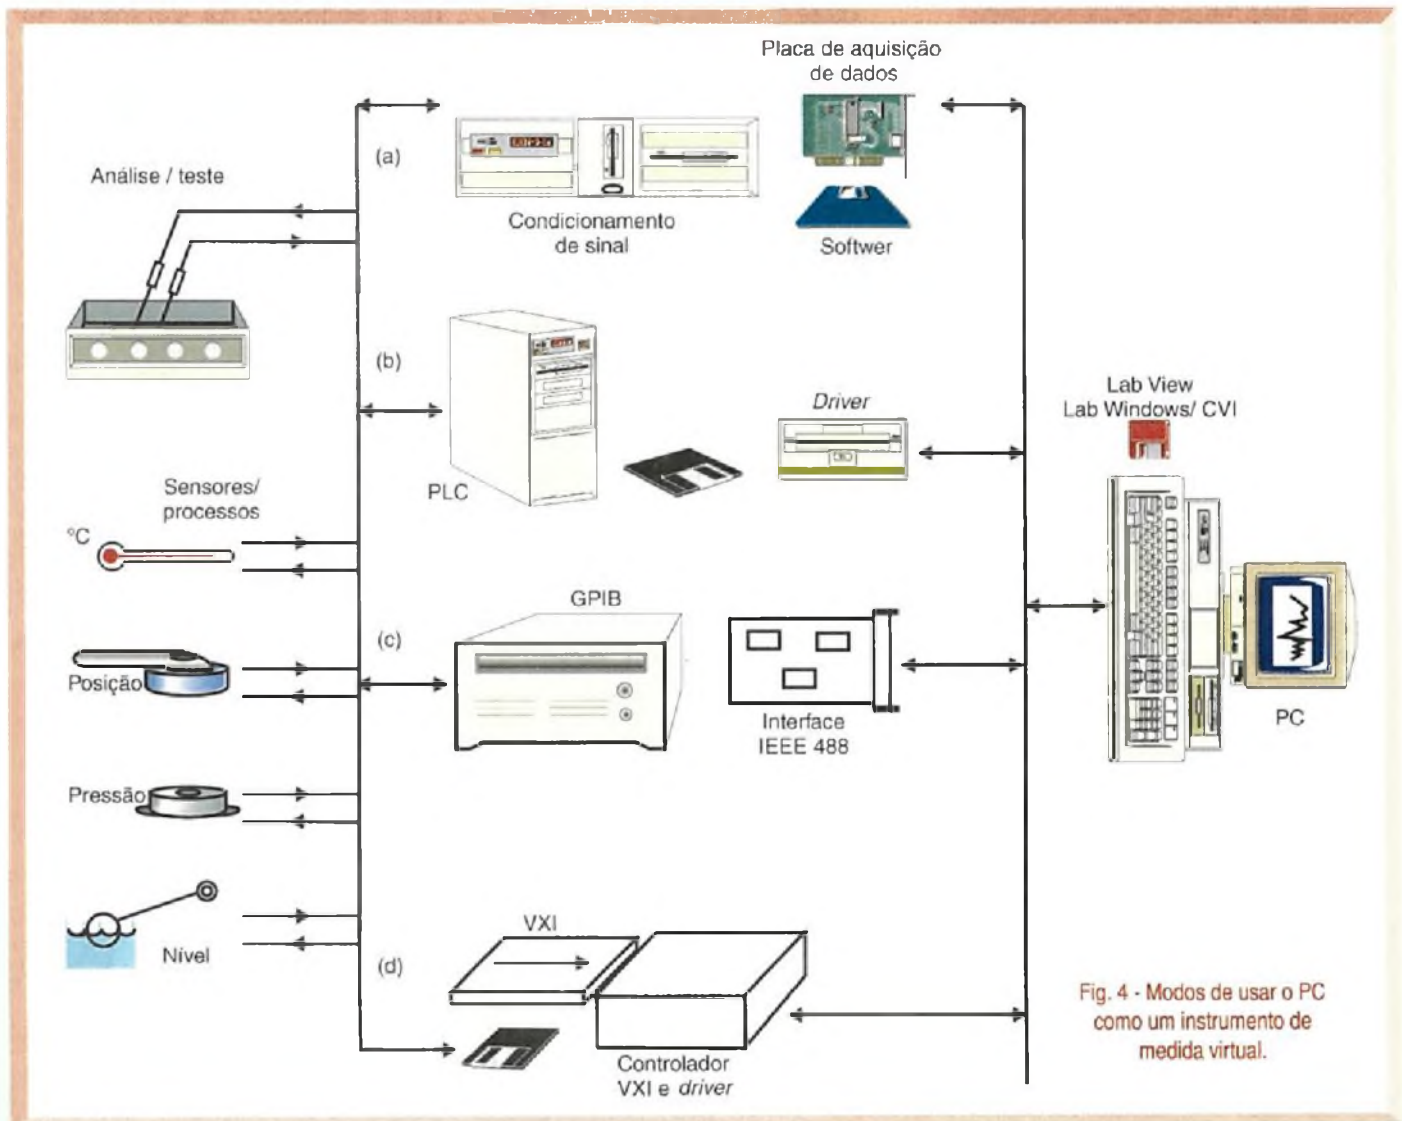 Placa de aquisição
de dados
(a)
Análise / teste
Condicionamento
de sinal
Softwer
(b)
Driver
Lab View
Lab Windows/ CVI
PLC
Sensores/
processos
°C
GPIB
(c)
Posição
Interface
IEEE 488
PC
Pressão
VXI
Nível
(d)
Fig. 4 - Modos de usar o PC
como um instrumento de
medida virtual.
Controlador
VXI e driver